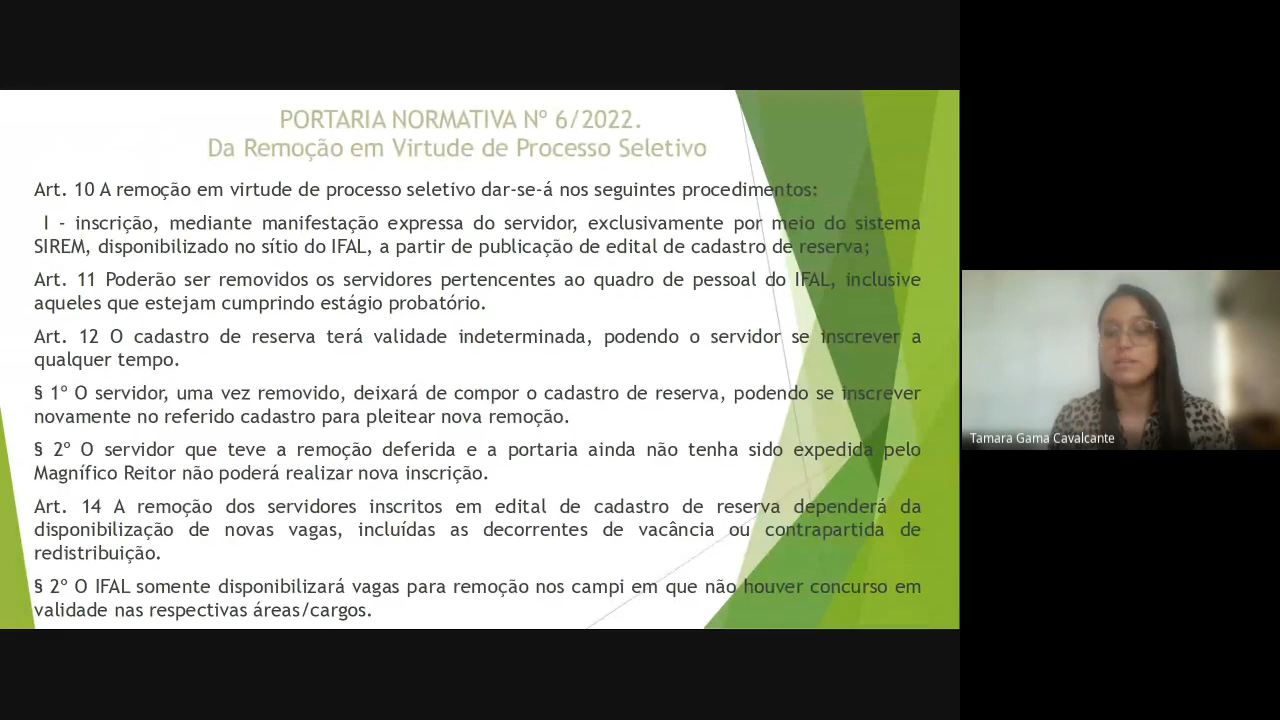 PORTARIA NORMATIVA Nº 6/2022.
Da Remoção em Virtude de Processo Seletivo
Art. 10 A remoção em virtude de processo seletivo dar-se-á nos seguintes procedimentos:
I - inscrição, mediante manifestação expressa do servidor, exclusivamente por meio do sistema
SIREM, disponibilizado no sítio do IFAL, a partir de publicação de edital de cadastro de reserva;
Art. 11 Poderão ser removidos os servidores pertencentes ao quadro de pessoal do IFAL, inclusive
aqueles que estejam cumprindo estágio probatório.
Art. 12 O cadastro de reserva terá validade indeterminada, podendo o servidor se inscrever a
qualquer tempo.
§ 1º O servidor, uma vez removido, deixará de compor o cadastro de reserva, podendo se inscrever
novamente no referido cadastro para pleitear nova remoção.
§ 2º O servidor que teve a remoção deferida e a portaria ainda não tenha sido expedida pelo
Magnífico Reitor não poderá realizar nova inscrição.
Art. 14 A remoção dos servidores inscritos em edital de cadastro de reserva dependerá da
disponibilização de novas vagas, incluídas as decorrentes de vacância ou contrapartida de
redistribuição.
§ 2º O IFAL somente disponibilizará vagas para remoção nos campi em que não houver concurso em
validade nas respectivas áreas/cargos.
Tamara Gama Cavalcante